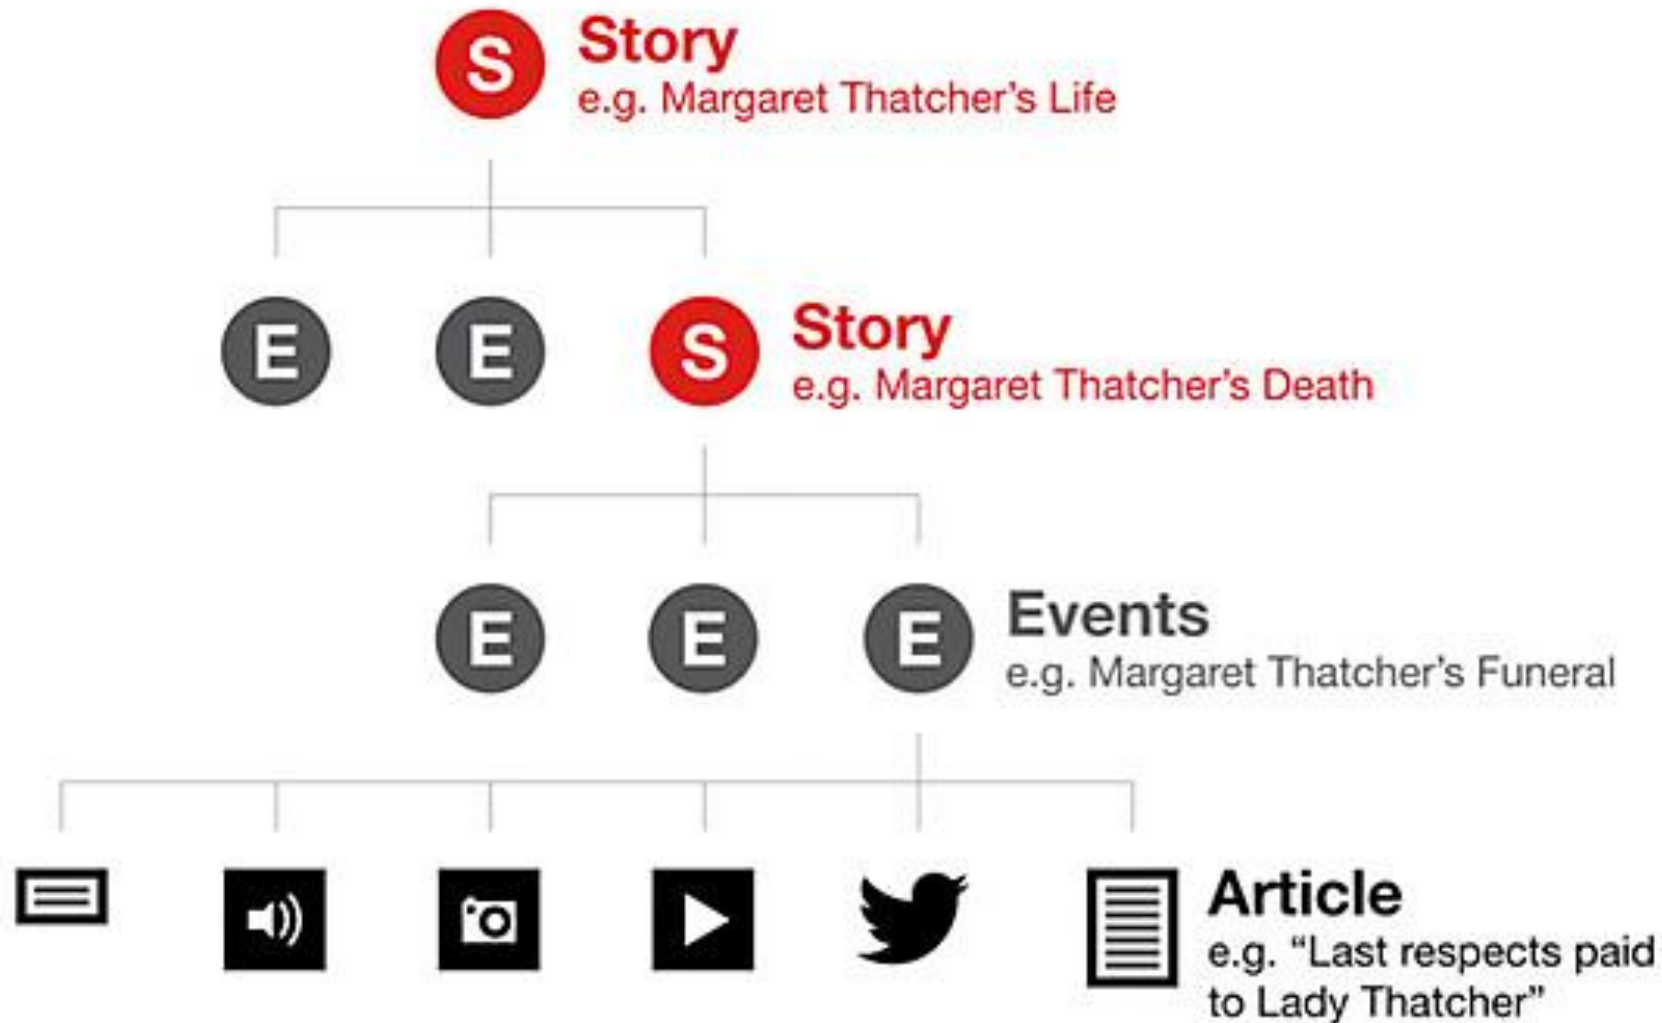 S
Story
e.g. Margaret Thatcher's Life
E
E
S
Story
e.g. Margaret Thatcher's Death
E
E
E
Events
e.g. Margaret Thatcher's Funeral
Article
e.g. “Last respects paid
to Lady Thatcher”